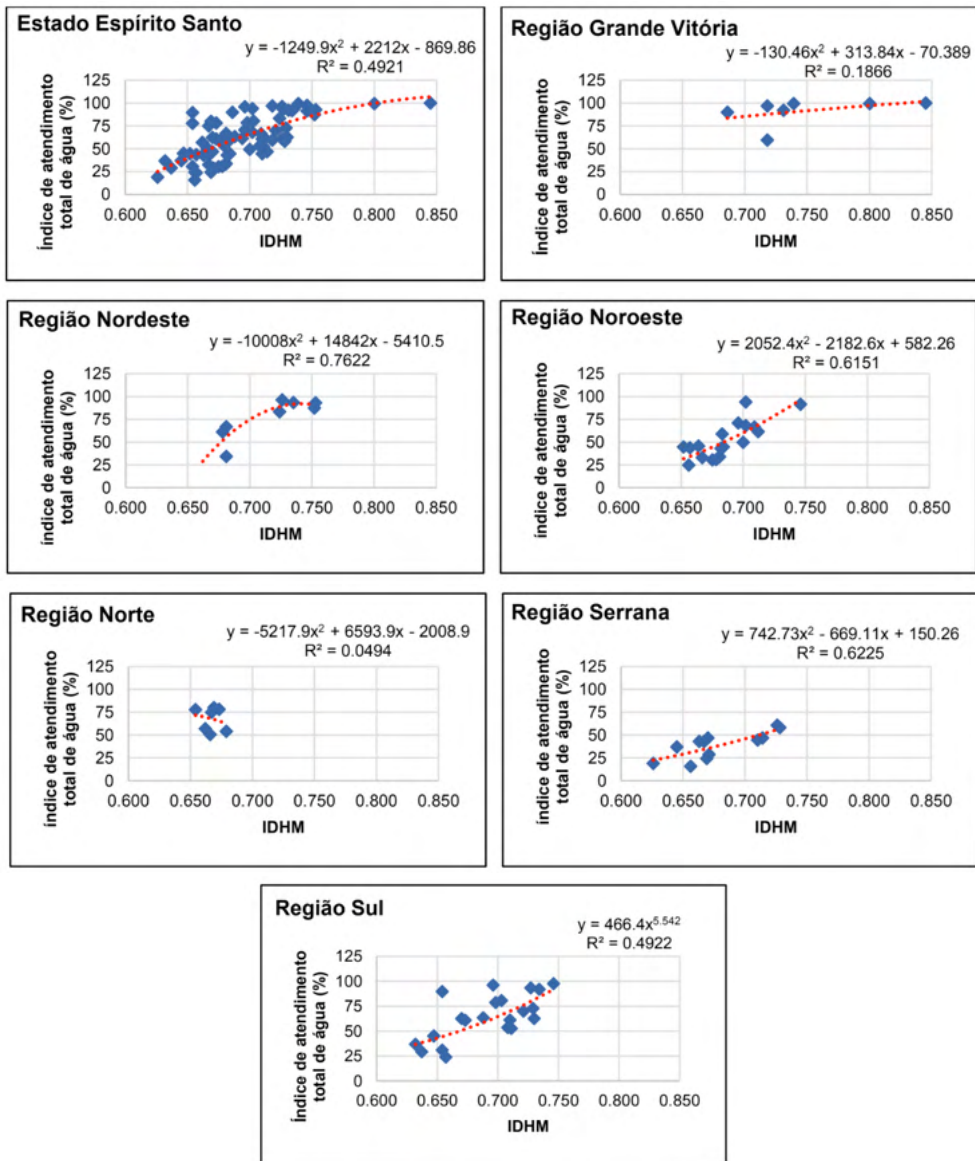 Estado Espírito Santo
y = -1249.9x² + 2212x - 869.86
R² = 0.4921
Índice de atendimento
total de água (%)
125
100
75
50
25
0
0.600 0.650 0.700 0.750 0.800 0.850
IDHM
Região Grande Vitória
y = -130.46x² + 313.84x - 70.389
R² = 0.1866
Índice de atendimento
total de água (%)
125
100
75
50
25
0
0.600 0.650 0.700 0.750 0.800 0.850
IDHM
Região Nordeste
y = -10008x² + 14842x - 5410.5
R² = 0.7622
índice de atendimento
total de água (%)
125
100
75
50
25
0
0.600 0.650 0.700 0.750 0.800 0.850
IDHM
Região Noroeste
y = 2052.4x² - 2182.6x + 582.26
R² = 0.6151
índice de atendimento
total de água (%)
125
100
75
50
25
0
0.600 0.650 0.700 0.750 0.800 0.850
IDHM
Região Norte
y = -5217.9x² + 6593.9x - 2008.9
R² = 0.0494
índice de atendimento
total de água (%)
125
100
75
50
25
0
0.600 0.650 0.700 0.750 0.800 0.850
IDHM
Região Serrana
y = 742.73x² - 669.11x + 150.26
R² = 0.6225
índice de atendimento
total de água (%)
125
100
75
50
25
0
0.600 0.650 0.700 0.750 0.800 0.850
IDHM
Região Sul
y = 466.4x⁵·⁵⁴²
R² = 0.4922
Índice de atendimento
total de água (%)
125
100
75
50
25
0
0.600 0.650 0.700 0.750 0.800 0.850
IDHM